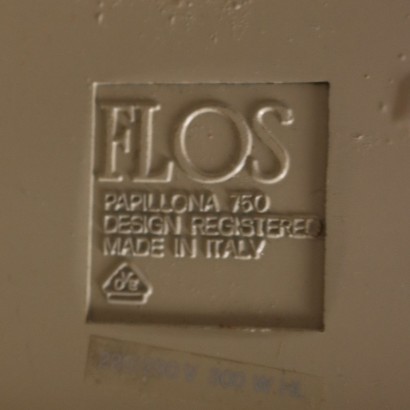 FLOS
PAPILLONA 750
DESIGN REGISTERED
MADE IN ITALY